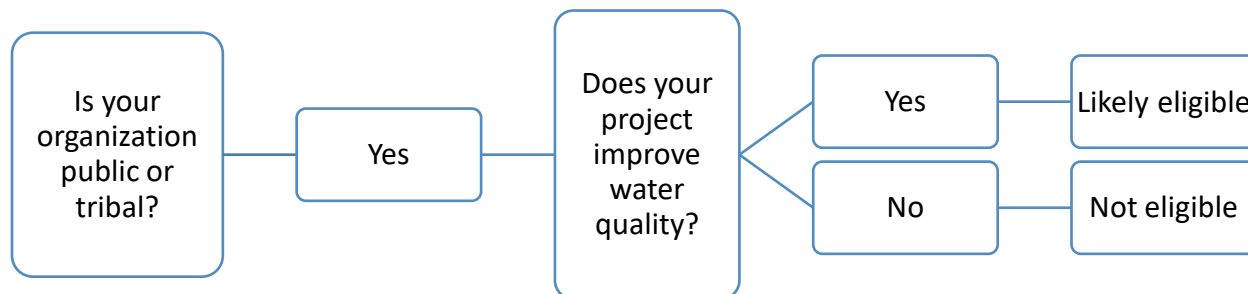 Is your
organization
public or
tribal?
Yes
Does your
project
improve
water
quality?
Yes
Likely eligible
No
Not eligible